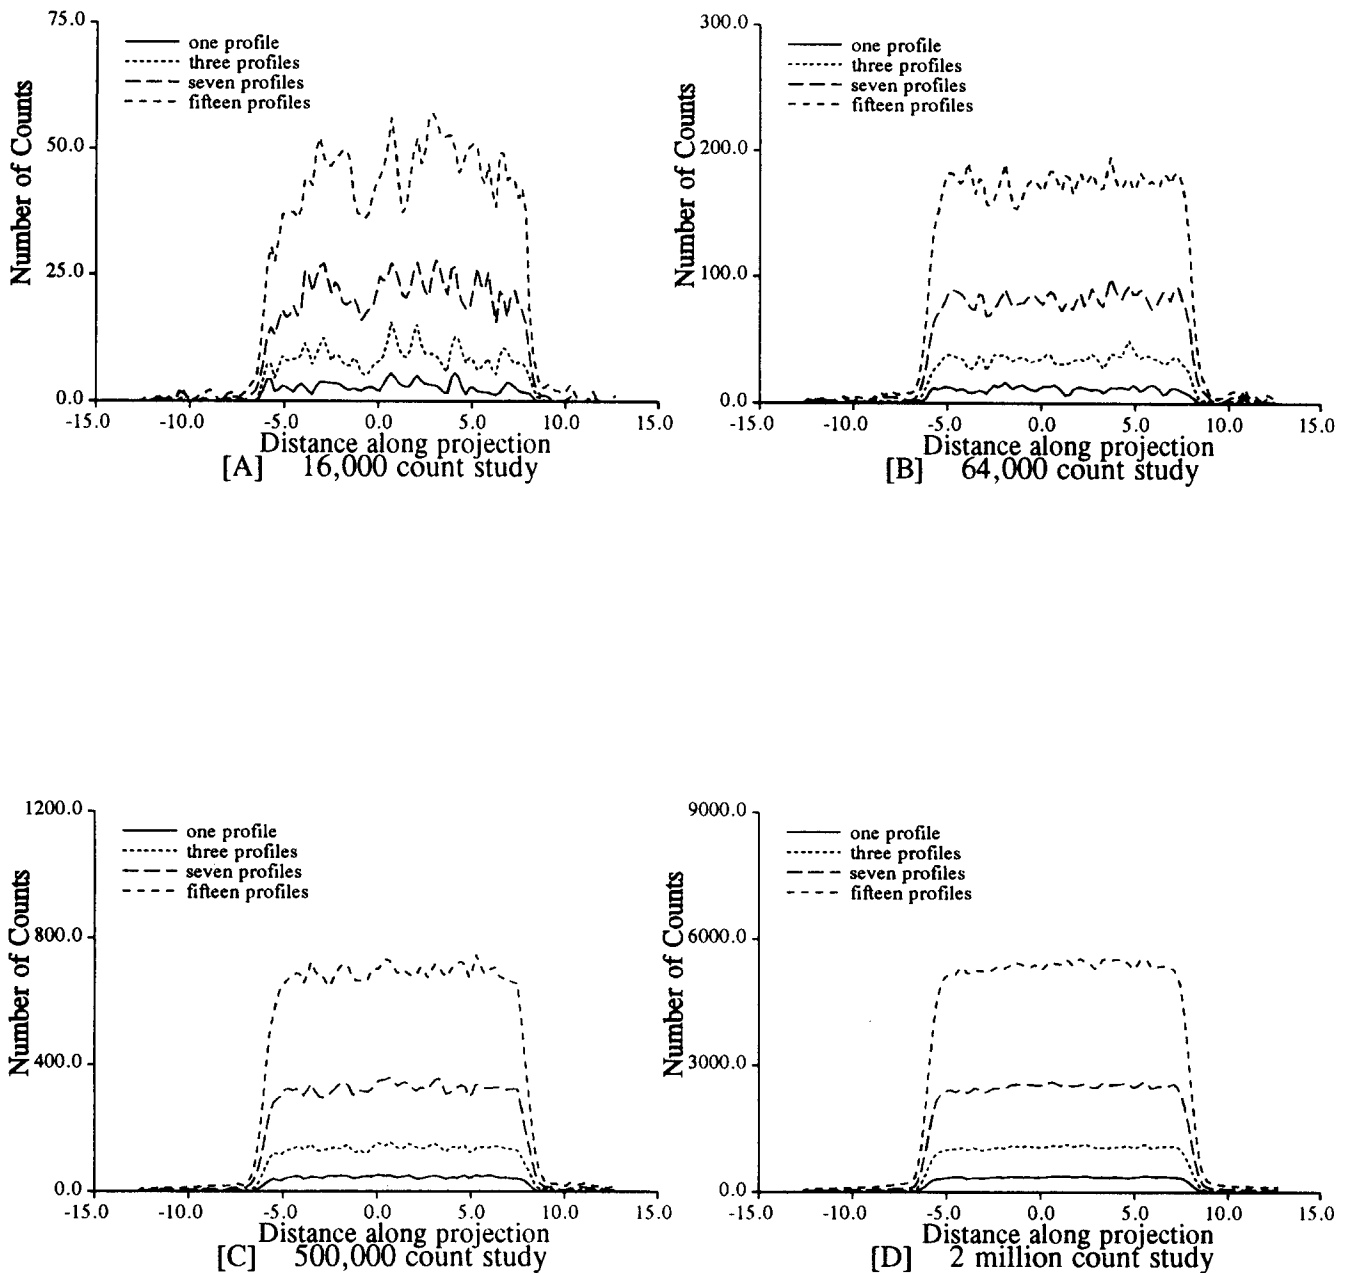 75.0
50.0
25.0
0.0
Number of Counts
one profile
three profiles
seven profiles
fifteen profiles
-15.0 -10.0 -5.0 0.0 5.0 10.0 15.0
Distance along projection
[A] 16,000 count study
300.0
200.0
100.0
0.0
Number of Counts
one profile
three profiles
seven profiles
fifteen profiles
-15.0 -10.0 -5.0 0.0 5.0 10.0 15.0
Distance along projection
[B] 64,000 count study
1200.0
800.0
400.0
0.0
Number of Counts
one profile
three profiles
seven profiles
fifteen profiles
-15.0 -10.0 -5.0 0.0 5.0 10.0 15.0
Distance along projection
[C] 500,000 count study
9000.0
6000.0
3000.0
0.0
Number of Counts
one profile
three profiles
seven profiles
fifteen profiles
-15.0 -10.0 -5.0 0.0 5.0 10.0 15.0
Distance along projection
[D] 2 million count study